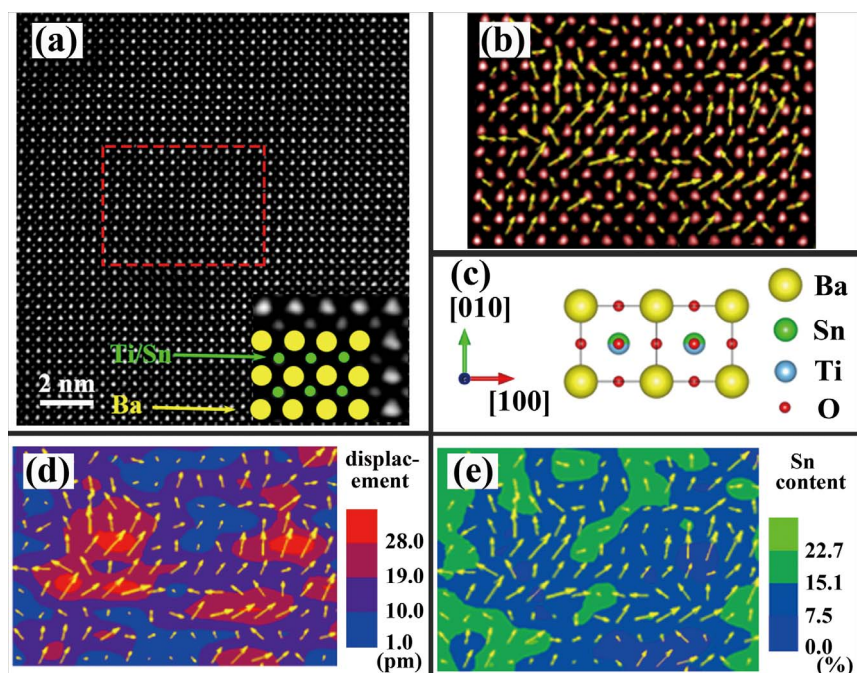 (a)
Ti/Sn
2 nm
Ba
(b)
(c)
[010]
[100]
Ba
Sn
Ti
O
(d)
displac-
ement
28.0
19.0
10.0
1.0
(pm)
(e)
Sn
content
22.7
15.1
7.5
0.0
(%)